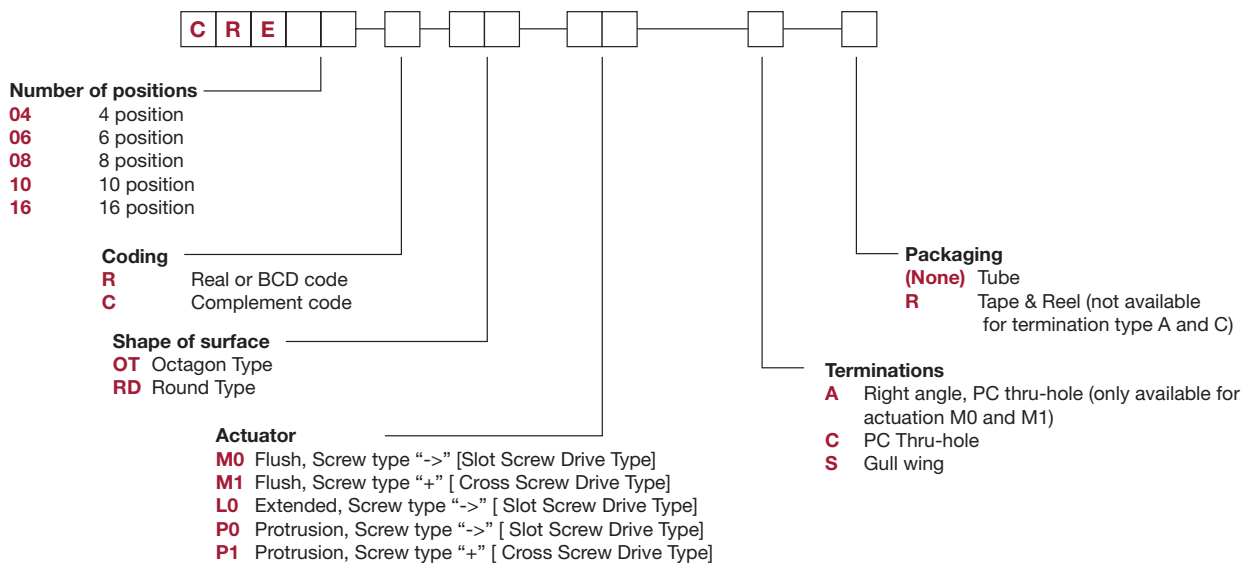 C R E
Number of positions
04 4 position
06 6 position
08 8 position
10 10 position
16 16 position
Coding
R Real or BCD code
C Complement code
Shape of surface
OT Octagon Type
RD Round Type
Actuator
M0 Flush, Screw type “->” [Slot Screw Drive Type]
M1 Flush, Screw type “+” [ Cross Screw Drive Type]
L0 Extended, Screw type “->” [ Slot Screw Drive Type]
P0 Protrusion, Screw type “->” [ Slot Screw Drive Type]
P1 Protrusion, Screw type “+” [ Cross Screw Drive Type]
Packaging
(None) Tube
R Tape & Reel (not available
for termination type A and C)
Terminations
A Right angle, PC thru-hole (only available for
actuation M0 and M1)
C PC Thru-hole
S Gull wing